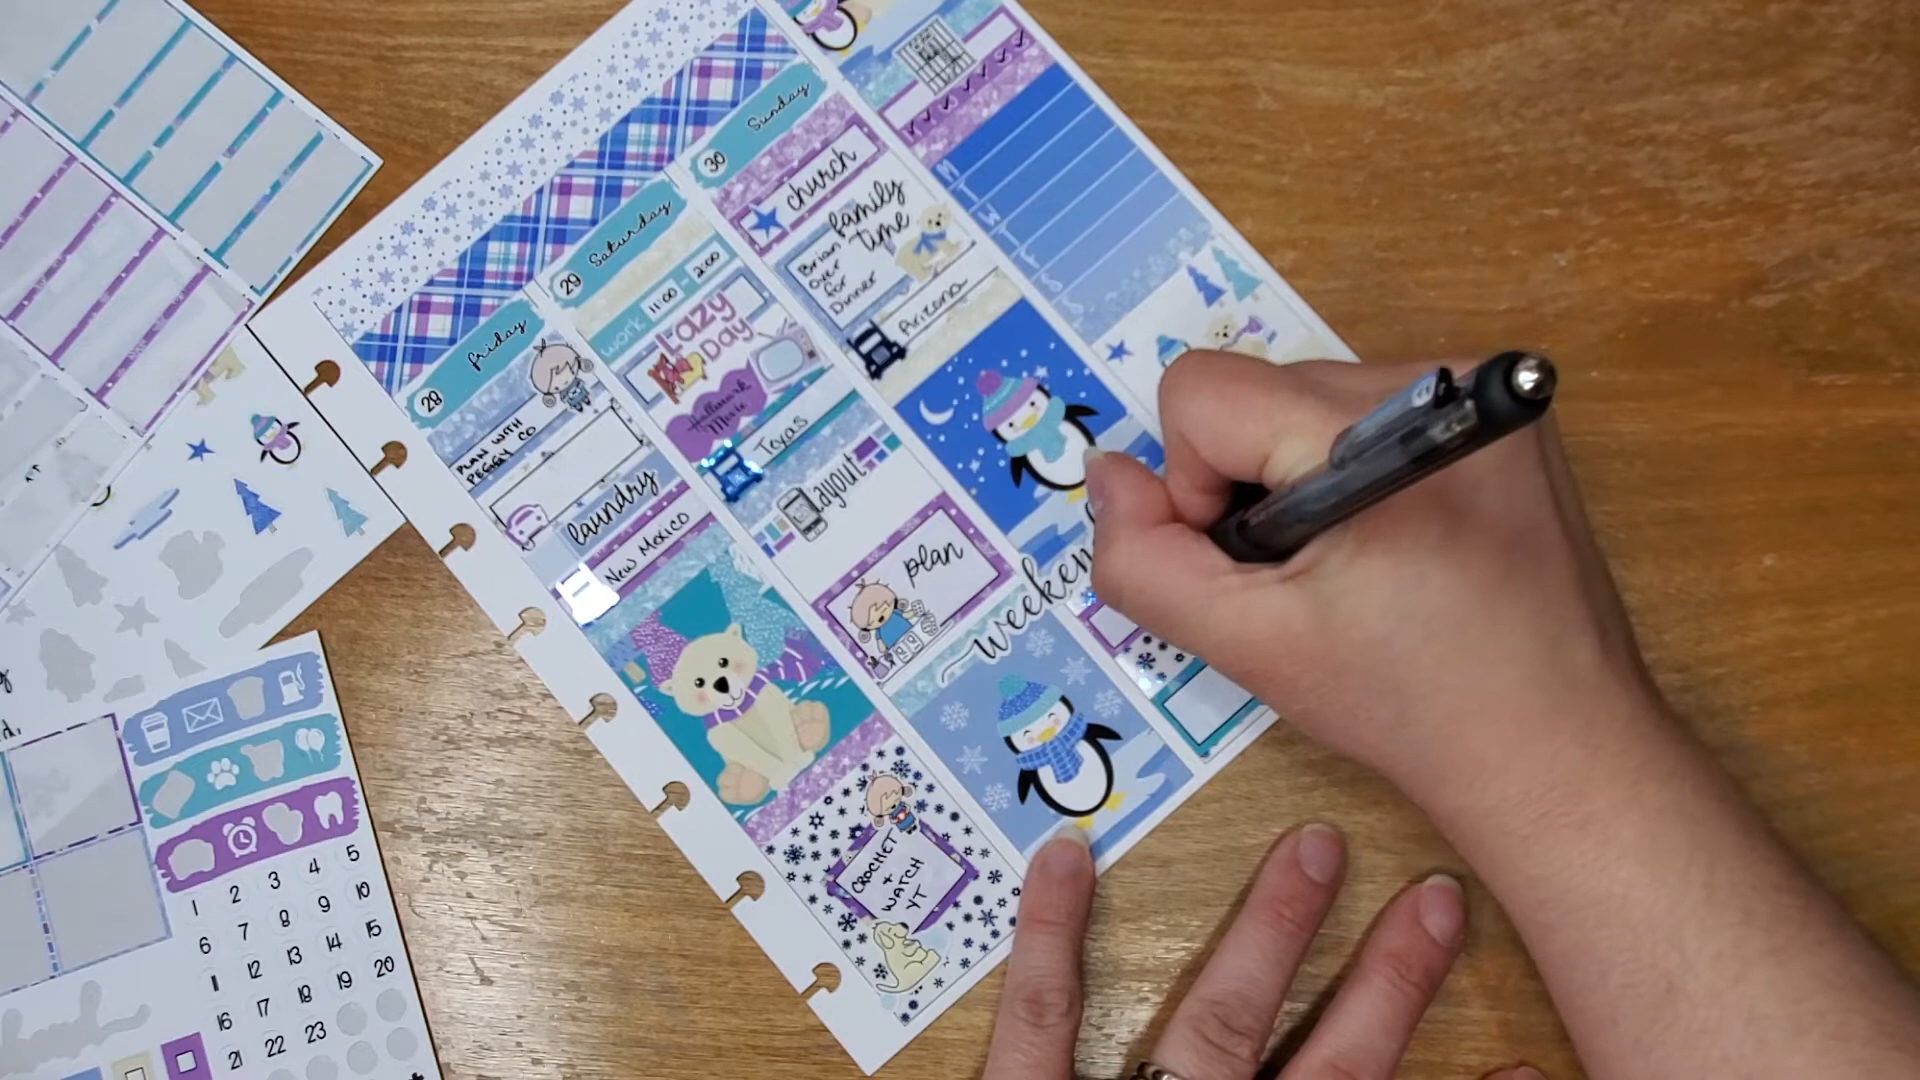 28 Friday
PLAN WITH
PEGGY CO
laundry
New Mexico
CROCHET
+
WATCH
YT
29 Saturday
work 11:00 - 2:00
Lazy
Day
Hallmark
Movie
Texas
layout
plan
weeken
30 Sunday
church
family
time
Brian
over
for
Dinner
Arizona
1 2 3 4 5
6 7 8 9 10
11 12 13 14 15
16 17 18 19 20
21 22 23